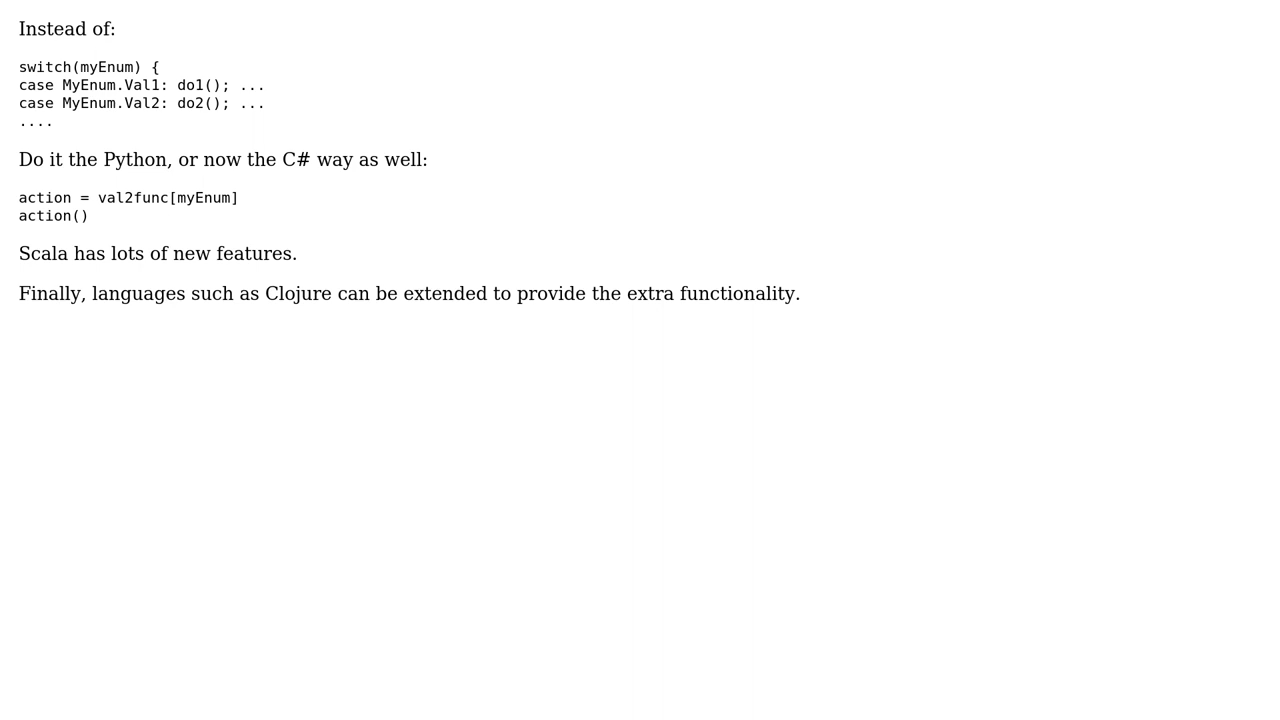 Instead of:
switch(myEnum) {
case MyEnum.Val1: do1(); ...
case MyEnum.Val2: do2(); ...
....
Do it the Python, or now the C# way as well:
action = val2func[myEnum]
action()
Scala has lots of new features.
Finally, languages such as Clojure can be extended to provide the extra functionality.